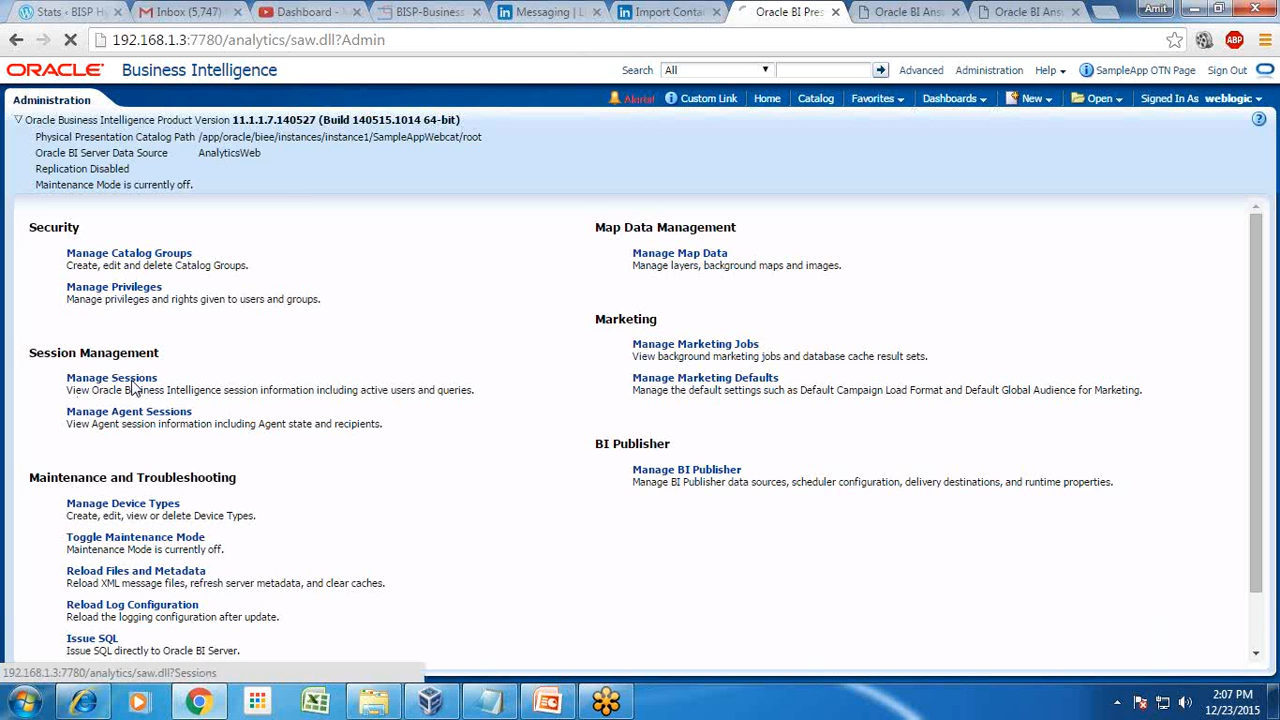 Stats ‹ BISP Hy
Inbox (5,747)
Dashboard -
BISP-Business
Messaging | L
Import Conta
Oracle BI Pres
Oracle BI Ans
Oracle BI Ans
Amit
192.168.1.3:7780/analytics/saw.dll?Admin
ABP
ORACLE Business Intelligence
Search All Advanced Administration Help SampleApp OTN Page Sign Out
Administration
Alerts! Custom Link Home Catalog Favorites Dashboards New Open Signed In As weblogic
Oracle Business Intelligence Product Version 11.1.1.7.140527 (Build 140515.1014 64-bit)
Physical Presentation Catalog Path /app/oracle/biee/instances/instance1/SampleAppWebcat/root
Oracle BI Server Data Source AnalyticsWeb
Replication Disabled
Maintenance Mode is currently off.
Security
Manage Catalog Groups
Create, edit and delete Catalog Groups.
Manage Privileges
Manage privileges and rights given to users and groups.
Session Management
Manage Sessions
View Oracle Business Intelligence session information including active users and queries.
Manage Agent Sessions
View Agent session information including Agent state and recipients.
Maintenance and Troubleshooting
Manage Device Types
Create, edit, view or delete Device Types.
Toggle Maintenance Mode
Maintenance Mode is currently off.
Reload Files and Metadata
Reload XML message files, refresh server metadata, and clear caches.
Reload Log Configuration
Reload the logging configuration after update.
Issue SQL
Issue SQL directly to Oracle BI Server.
Map Data Management
Manage Map Data
Manage layers, background maps and images.
Marketing
Manage Marketing Jobs
View background marketing jobs and database cache result sets.
Manage Marketing Defaults
Manage the default settings such as Default Campaign Load Format and Default Global Audience for Marketing.
BI Publisher
Manage BI Publisher
Manage BI Publisher data sources, scheduler configuration, delivery destinations, and runtime properties.
192.168.1.3:7780/analytics/saw.dll?Sessions
2:07 PM
12/23/2015